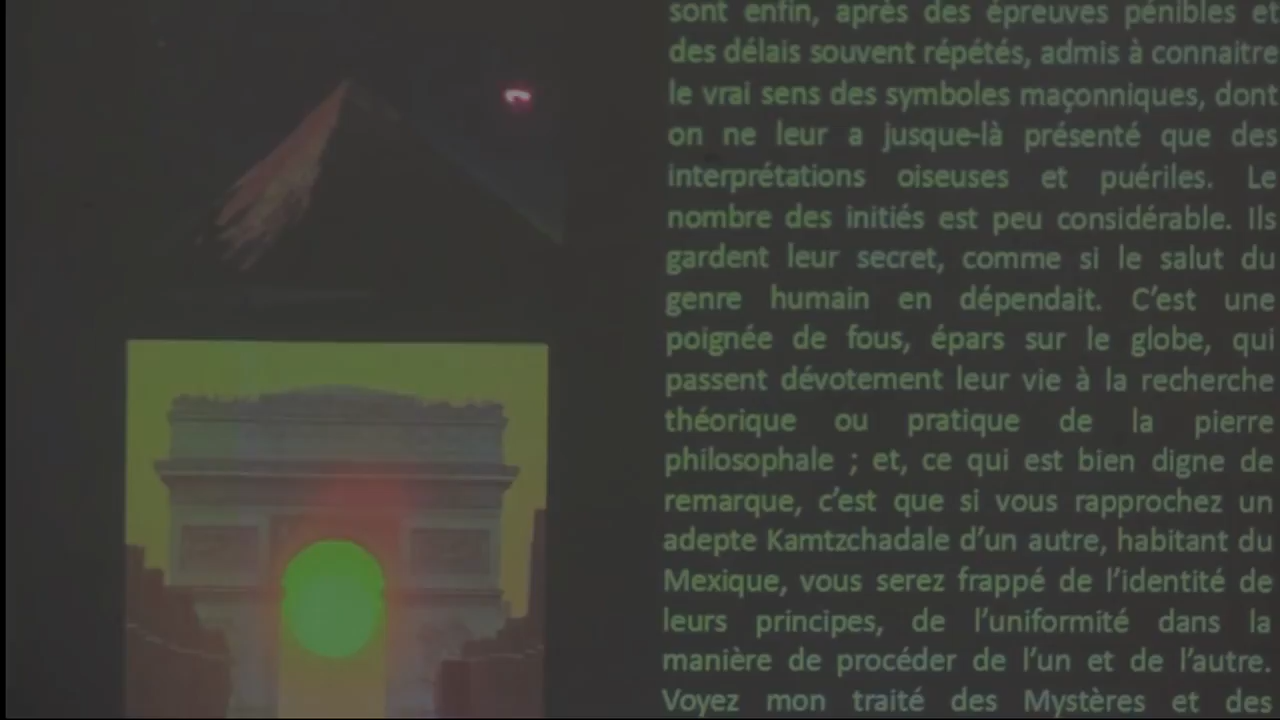 sont enfin, après des épreuves pénibles et
des délais souvent répétés, admis à connaitre
le vrai sens des symboles maçonniques, dont
on ne leur a jusque-là présenté que des
interprétations oiseuses et puériles. Le
nombre des initiés est peu considérable. Ils
gardent leur secret, comme si le salut du
genre humain en dépendait. C’est une
poignée de fous, épars sur le globe, qui
passent dévotement leur vie à la recherche
théorique ou pratique de la pierre
philosophale ; et, ce qui est bien digne de
remarque, c’est que si vous rapprochez un
adepte Kamtzchadale d’un autre, habitant du
Mexique, vous serez frappé de l’identité de
leurs principes, de l’uniformité dans la
manière de procéder de l’un et de l’autre.
Voyez mon traité des Mystères et des